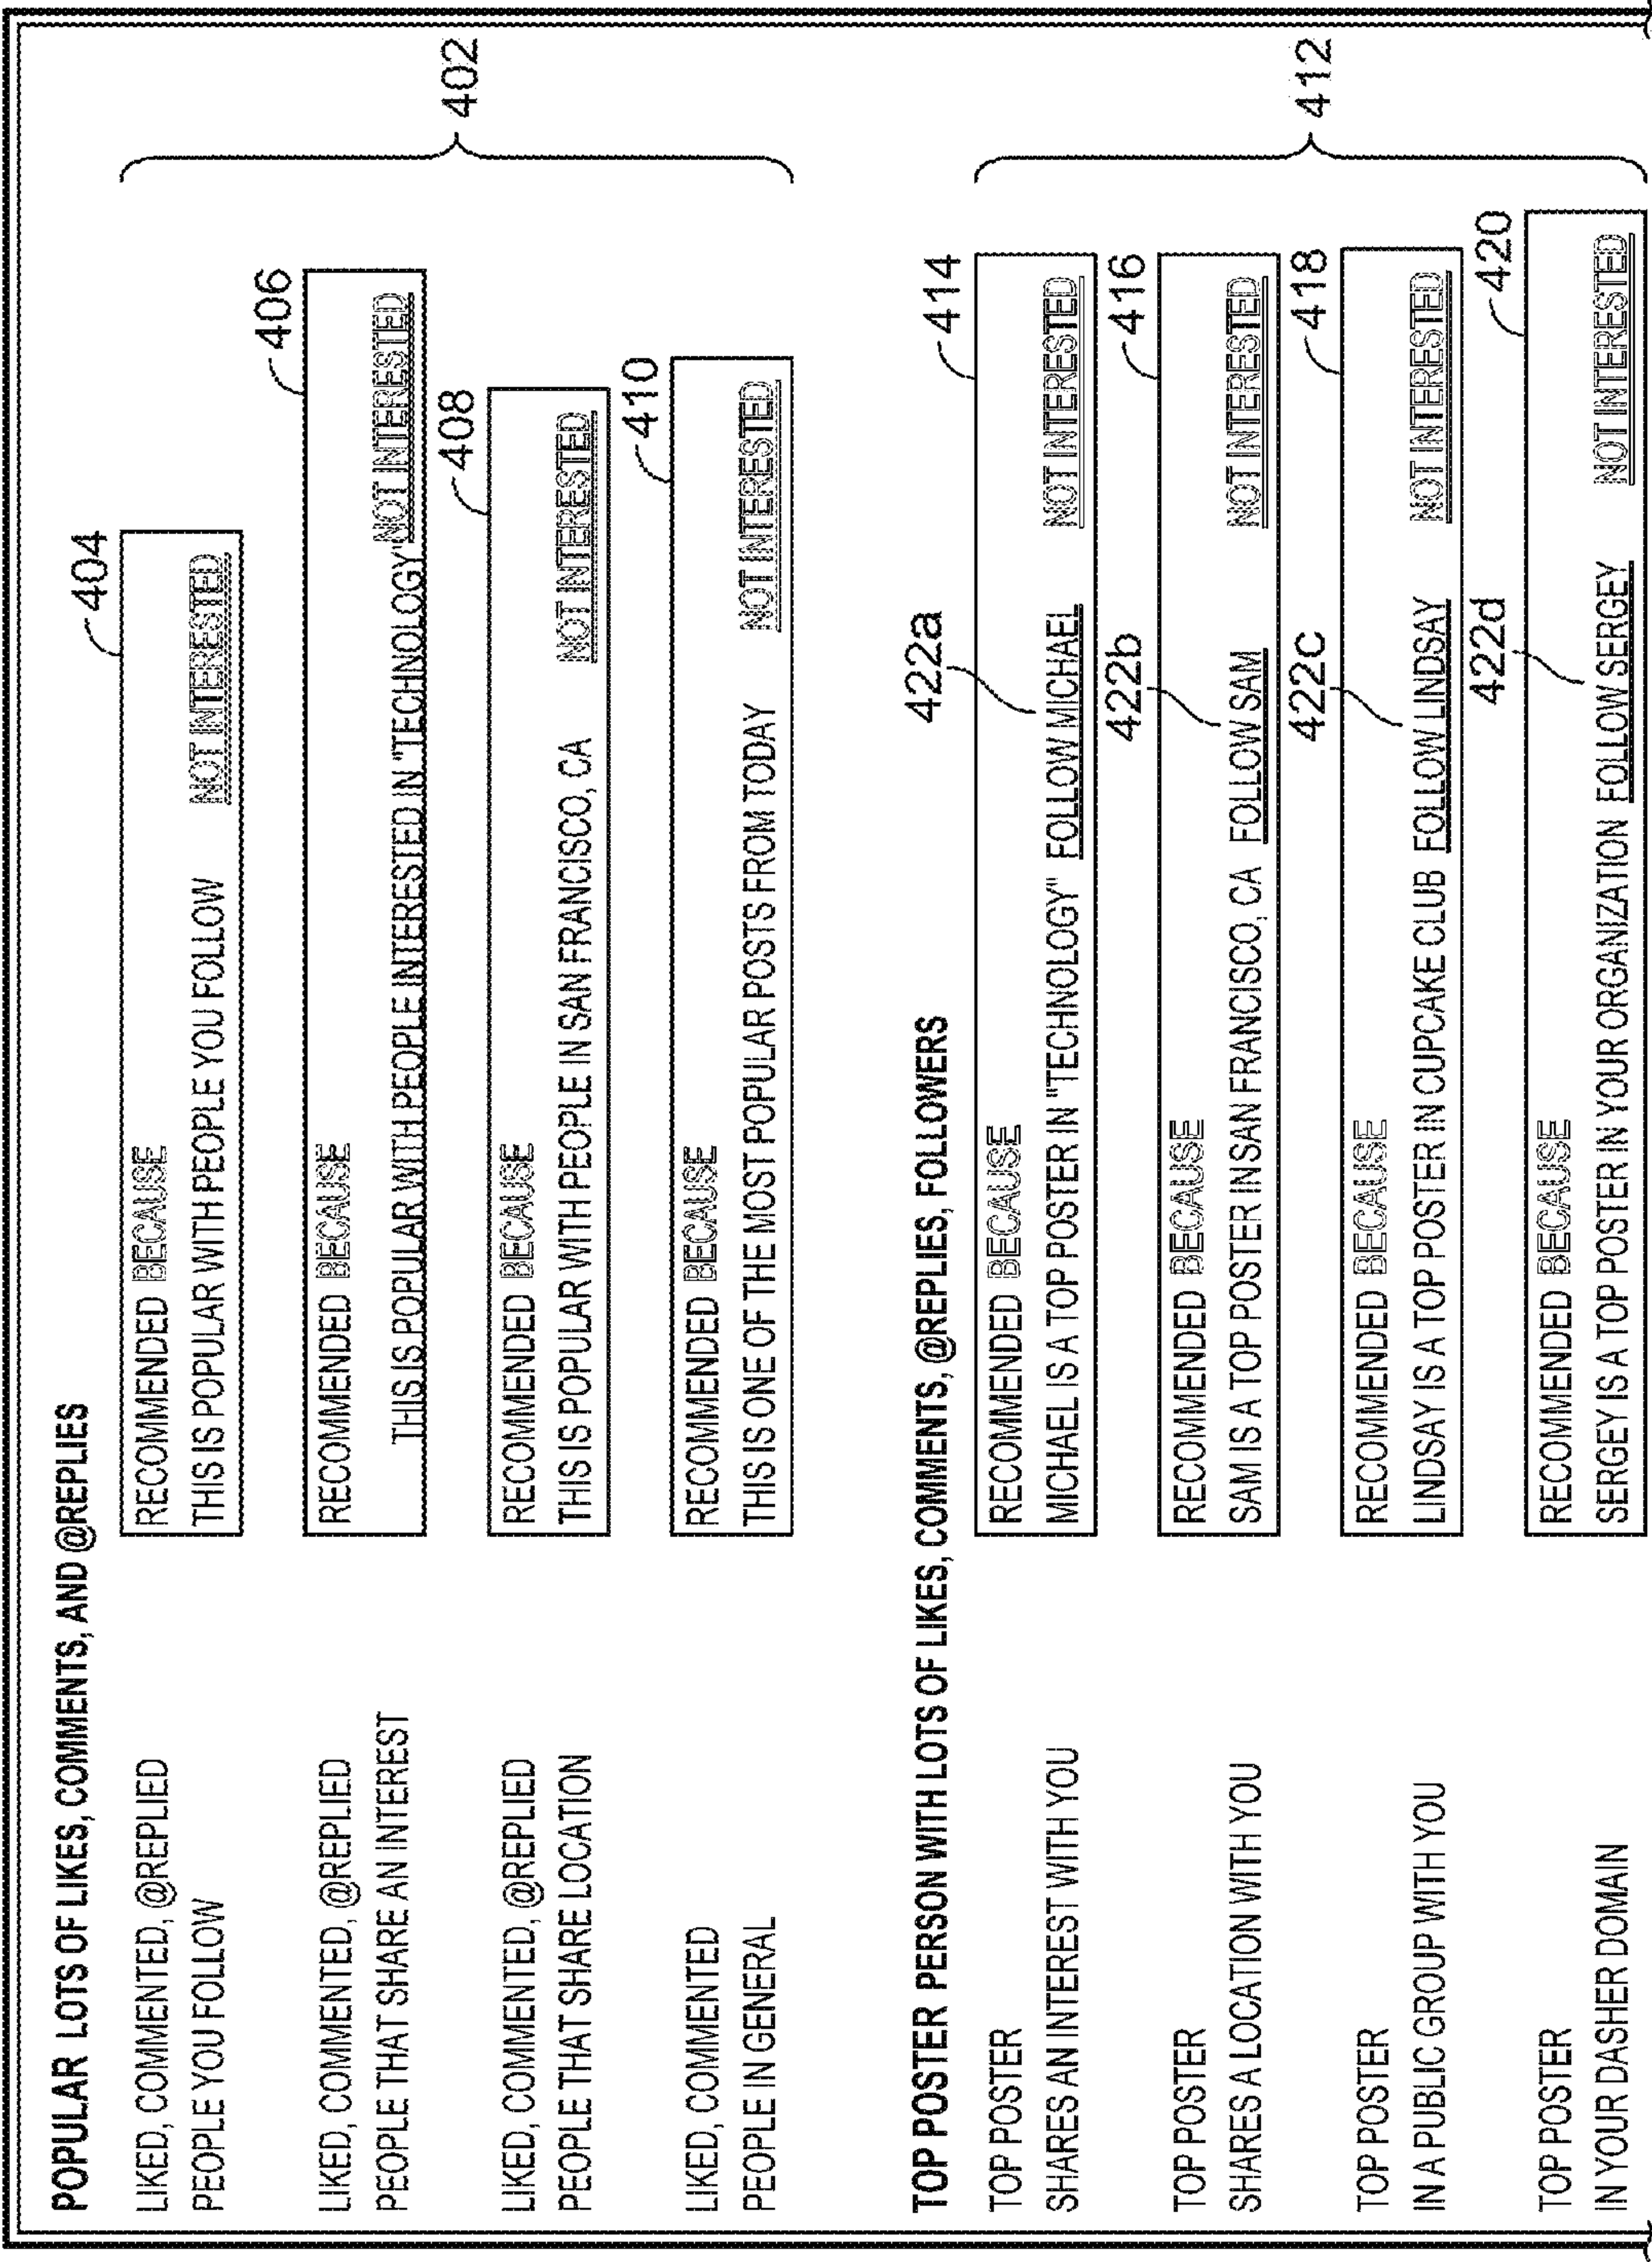 POPULAR LOTS OF LIKES, COMMENTS, AND @REPLIES
LIKED, COMMENTED, @REPLIED
PEOPLE YOU FOLLOW
RECOMMENDED BECAUSE
THIS IS POPULAR WITH PEOPLE YOU FOLLOW NOT INTERESTED
404
LIKED, COMMENTED, @REPLIED
PEOPLE THAT SHARE AN INTEREST
RECOMMENDED BECAUSE
THIS IS POPULAR WITH PEOPLE INTERESTED IN "TECHNOLOGY" NOT INTERESTED
406
LIKED, COMMENTED, @REPLIED
PEOPLE THAT SHARE LOCATION
RECOMMENDED BECAUSE
THIS IS POPULAR WITH PEOPLE IN SAN FRANCISCO, CA NOT INTERESTED
408
LIKED, COMMENTED
PEOPLE IN GENERAL
RECOMMENDED BECAUSE
THIS IS ONE OF THE MOST POPULAR POSTS FROM TODAY NOT INTERESTED
410
402
TOP POSTER PERSON WITH LOTS OF LIKES, COMMENTS, @REPLIES, FOLLOWERS
TOP POSTER
SHARES AN INTEREST WITH YOU
RECOMMENDED BECAUSE
MICHAEL IS A TOP POSTER IN "TECHNOLOGY" FOLLOW MICHAEL NOT INTERESTED
422a
414
TOP POSTER
SHARES A LOCATION WITH YOU
RECOMMENDED BECAUSE
SAM IS A TOP POSTER IN SAN FRANCISCO, CA FOLLOW SAM NOT INTERESTED
422b
416
TOP POSTER
IN A PUBLIC GROUP WITH YOU
RECOMMENDED BECAUSE
LINDSAY IS A TOP POSTER IN CUPCAKE CLUB FOLLOW LINDSAY NOT INTERESTED
422c
418
TOP POSTER
IN YOUR DASHER DOMAIN
RECOMMENDED BECAUSE
SERGEY IS A TOP POSTER IN YOUR ORGANIZATION FOLLOW SERGEY NOT INTERESTED
422d
420
412